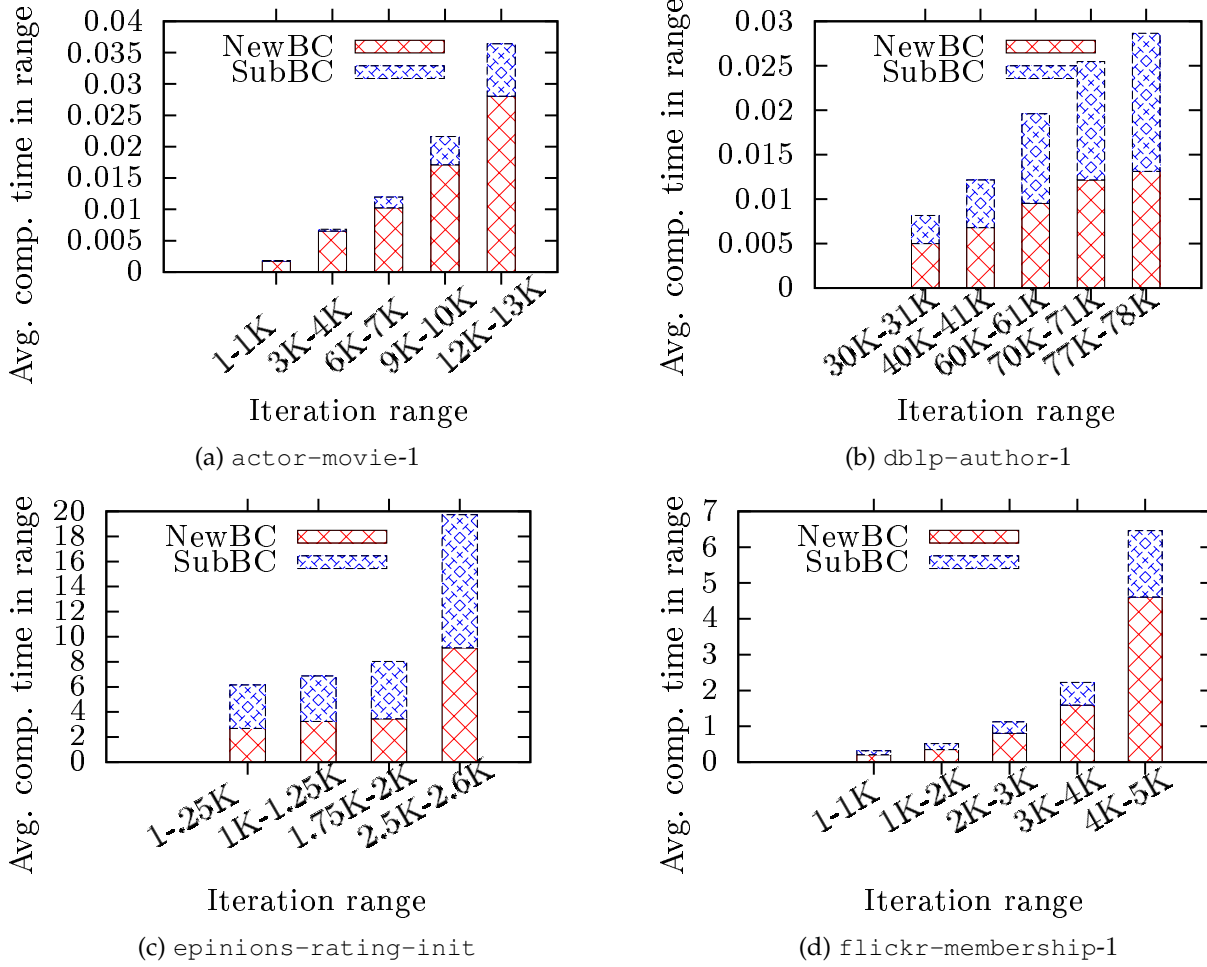 Avg. comp. time in range
0.04
0.035
0.03
0.025
0.02
0.015
0.01
0.005
0
NewBC
SubBC
1-1K
3K-4K
6K-7K
9K-10K
12K-13K
Iteration range
(a) actor-movie-1
Avg. comp. time in range
0.03
0.025
0.02
0.015
0.01
0.005
0
NewBC
SubBC
30K-31K
40K-41K
60K-61K
70K-71K
77K-78K
Iteration range
(b) dblp-author-1
Avg. comp. time in range
20
18
16
14
12
10
8
6
4
2
0
NewBC
SubBC
1-.25K
1K-1.25K
1.75K-2K
2.5K-2.6K
Iteration range
(c) epinions-rating-init
Avg. comp. time in range
7
6
5
4
3
2
1
0
NewBC
SubBC
1-1K
1K-2K
2K-3K
3K-4K
4K-5K
Iteration range
(d) flickr-membership-1